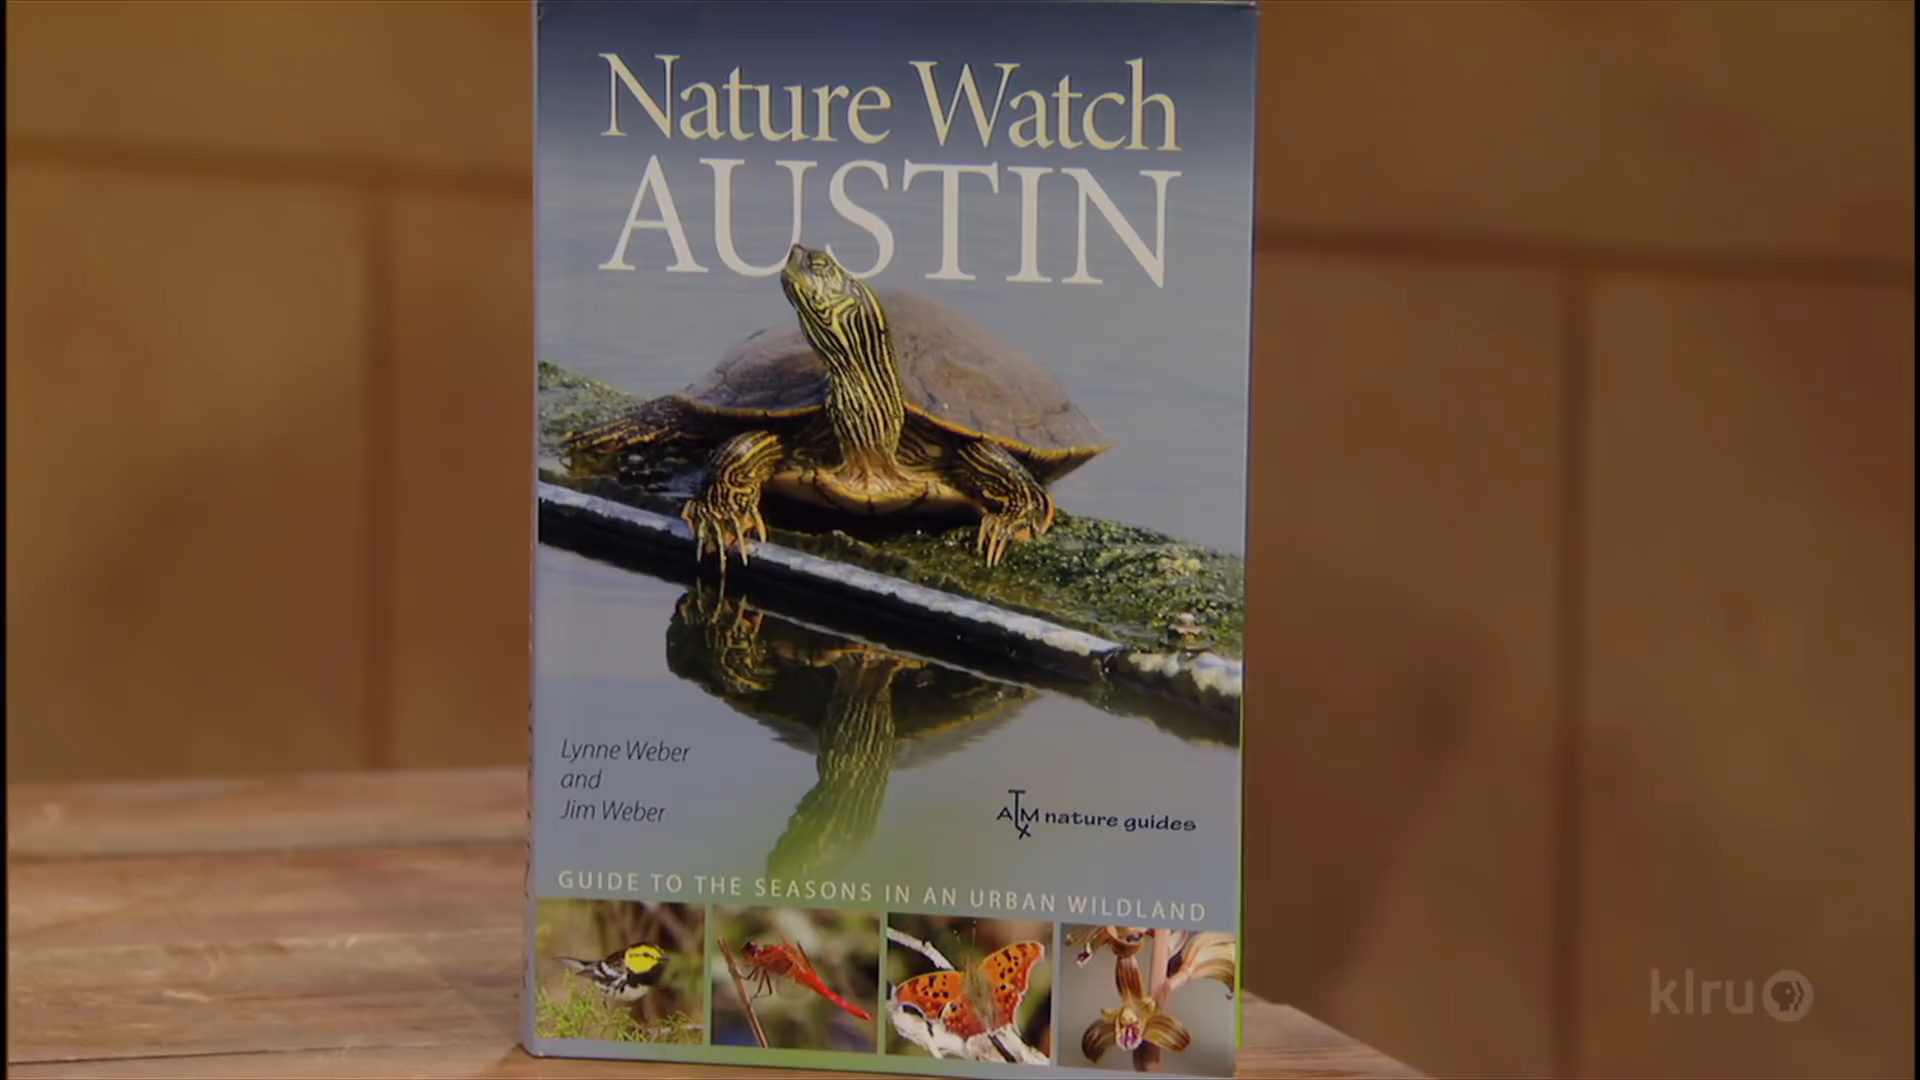 Nature Watch
AUSTIN
Lynne Weber
and
Jim Weber
ATMX nature guides
GUIDE TO THE SEASONS IN AN URBAN WILDLAND
klru